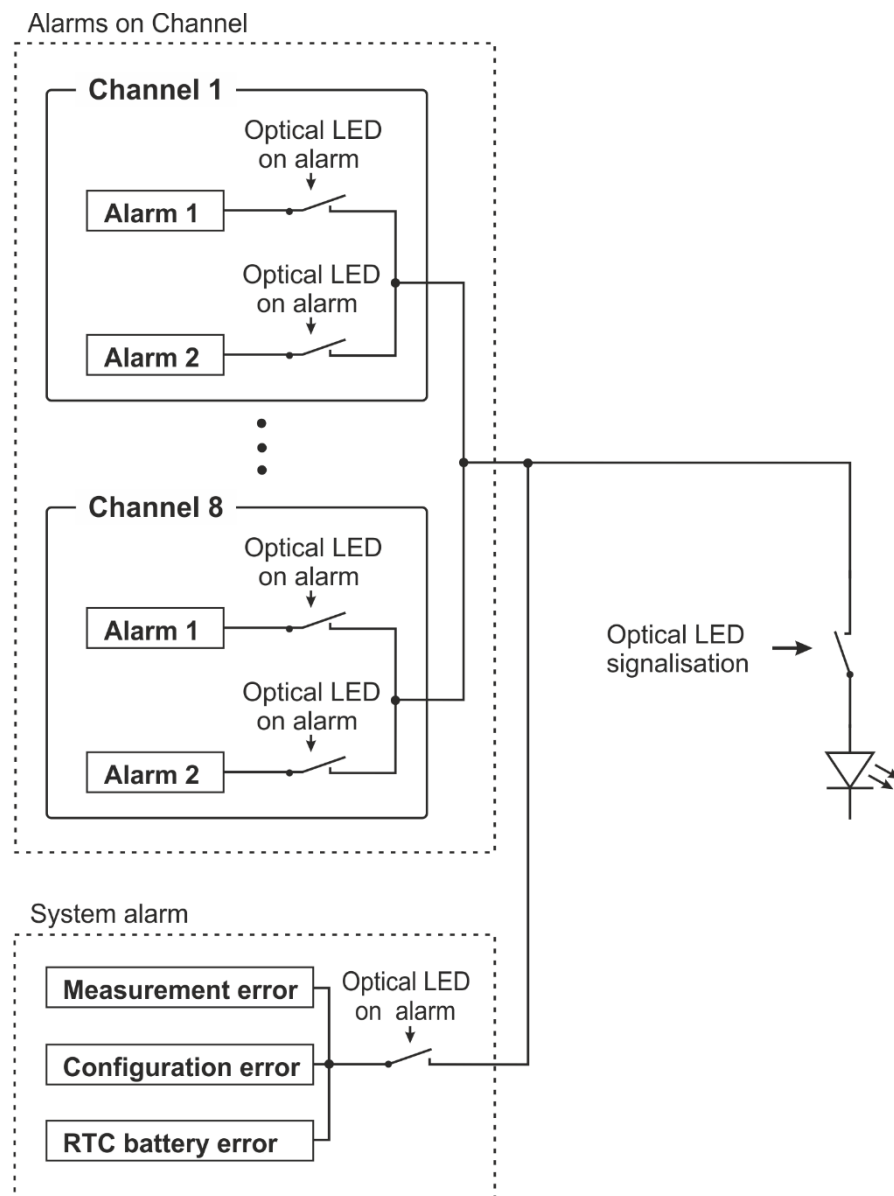 Alarms on Channel
Channel 1
Optical LED
on alarm
Alarm 1
Optical LED
on alarm
Alarm 2
Channel 8
Optical LED
on alarm
Alarm 1
Optical LED
signalisation
Optical LED
on alarm
Alarm 2
System alarm
Measurement error
Optical LED
on alarm
Configuration error
RTC battery error